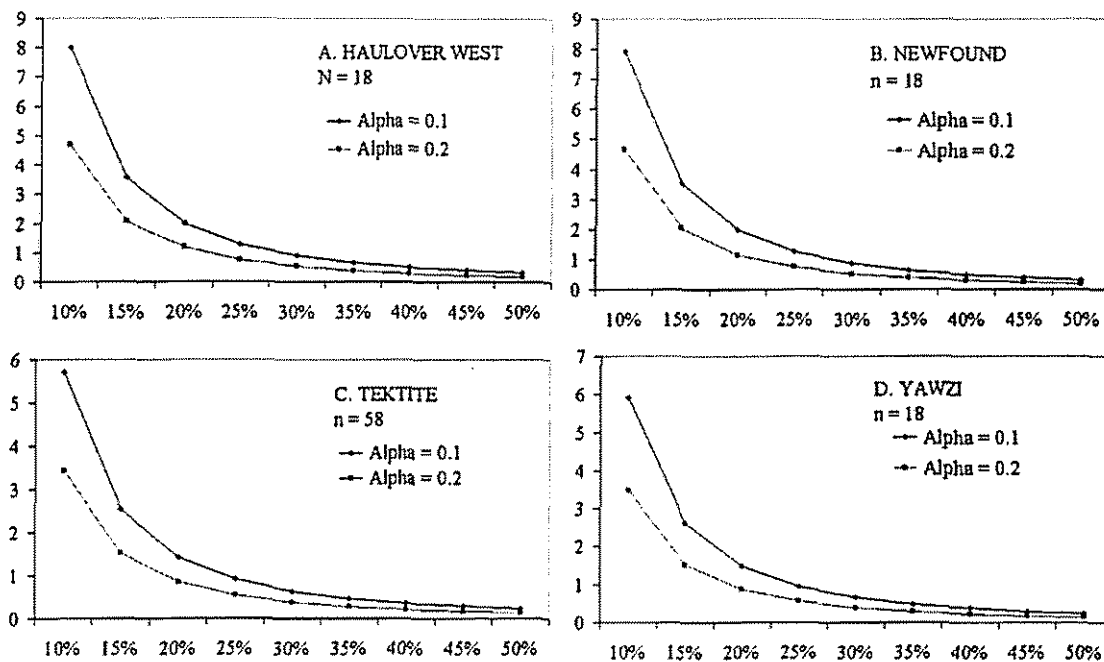 9
8
7
6
5
4
3
2
1
0
A. HAULOVER WEST
N = 18
Alpha = 0.1
Alpha = 0.2
10% 15% 20% 25% 30% 35% 40% 45% 50%
9
8
7
6
5
4
3
2
1
0
B. NEWFOUND
n = 18
Alpha = 0.1
Alpha = 0.2
10% 15% 20% 25% 30% 35% 40% 45% 50%
6
5
4
3
2
1
0
C. TEKTITE
n = 58
Alpha = 0.1
Alpha = 0.2
10% 15% 20% 25% 30% 35% 40% 45% 50%
7
6
5
4
3
2
1
0
D. YAWZI
n = 18
Alpha = 0.1
Alpha = 0.2
10% 15% 20% 25% 30% 35% 40% 45% 50%